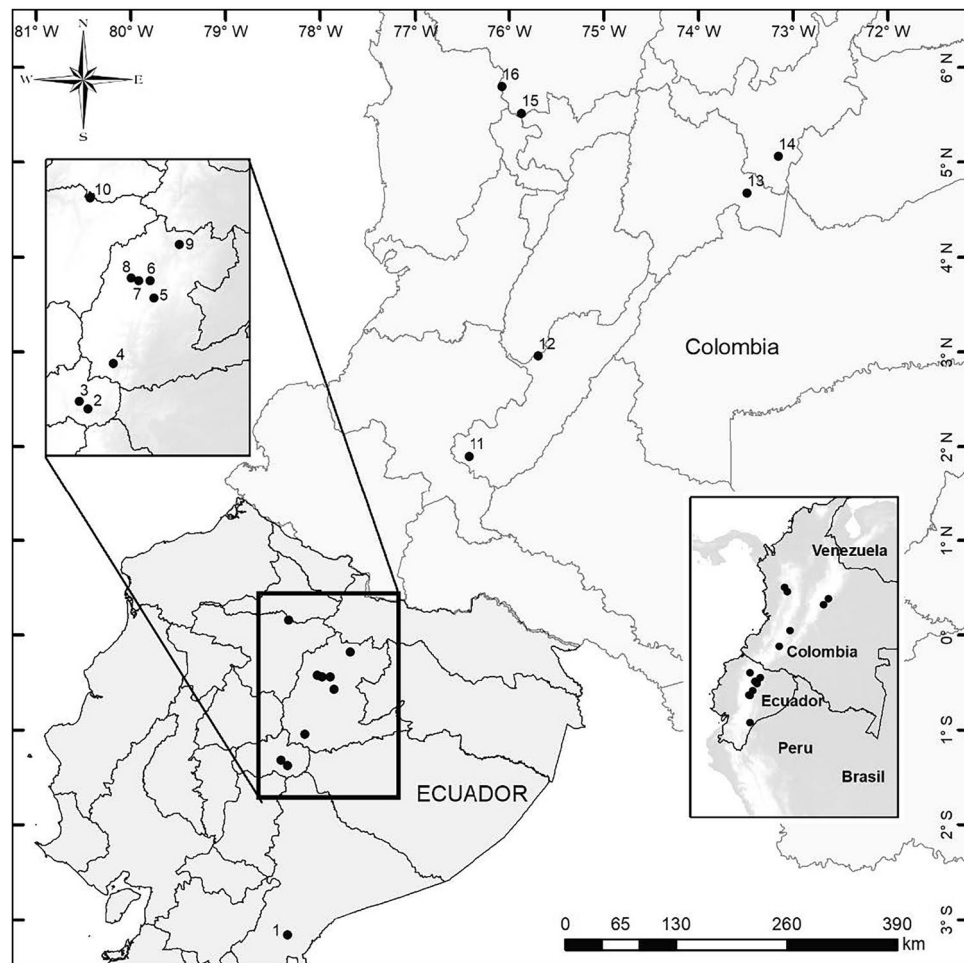 81° W 80° W 79° W 78° W 77° W 76° W 75° W 74° W 73° W 72° W
N
W E
S
6° N
5° N
4° N
3° N
2° N
1° N
0°
1° S
2° S
3° S
16
15
14
13
12
11
10
9
8 6
7 5
4
3
2
1
Colombia
ECUADOR
Venezuela
Colombia
Ecuador
Peru
Brasil
0 65 130 260 390
km